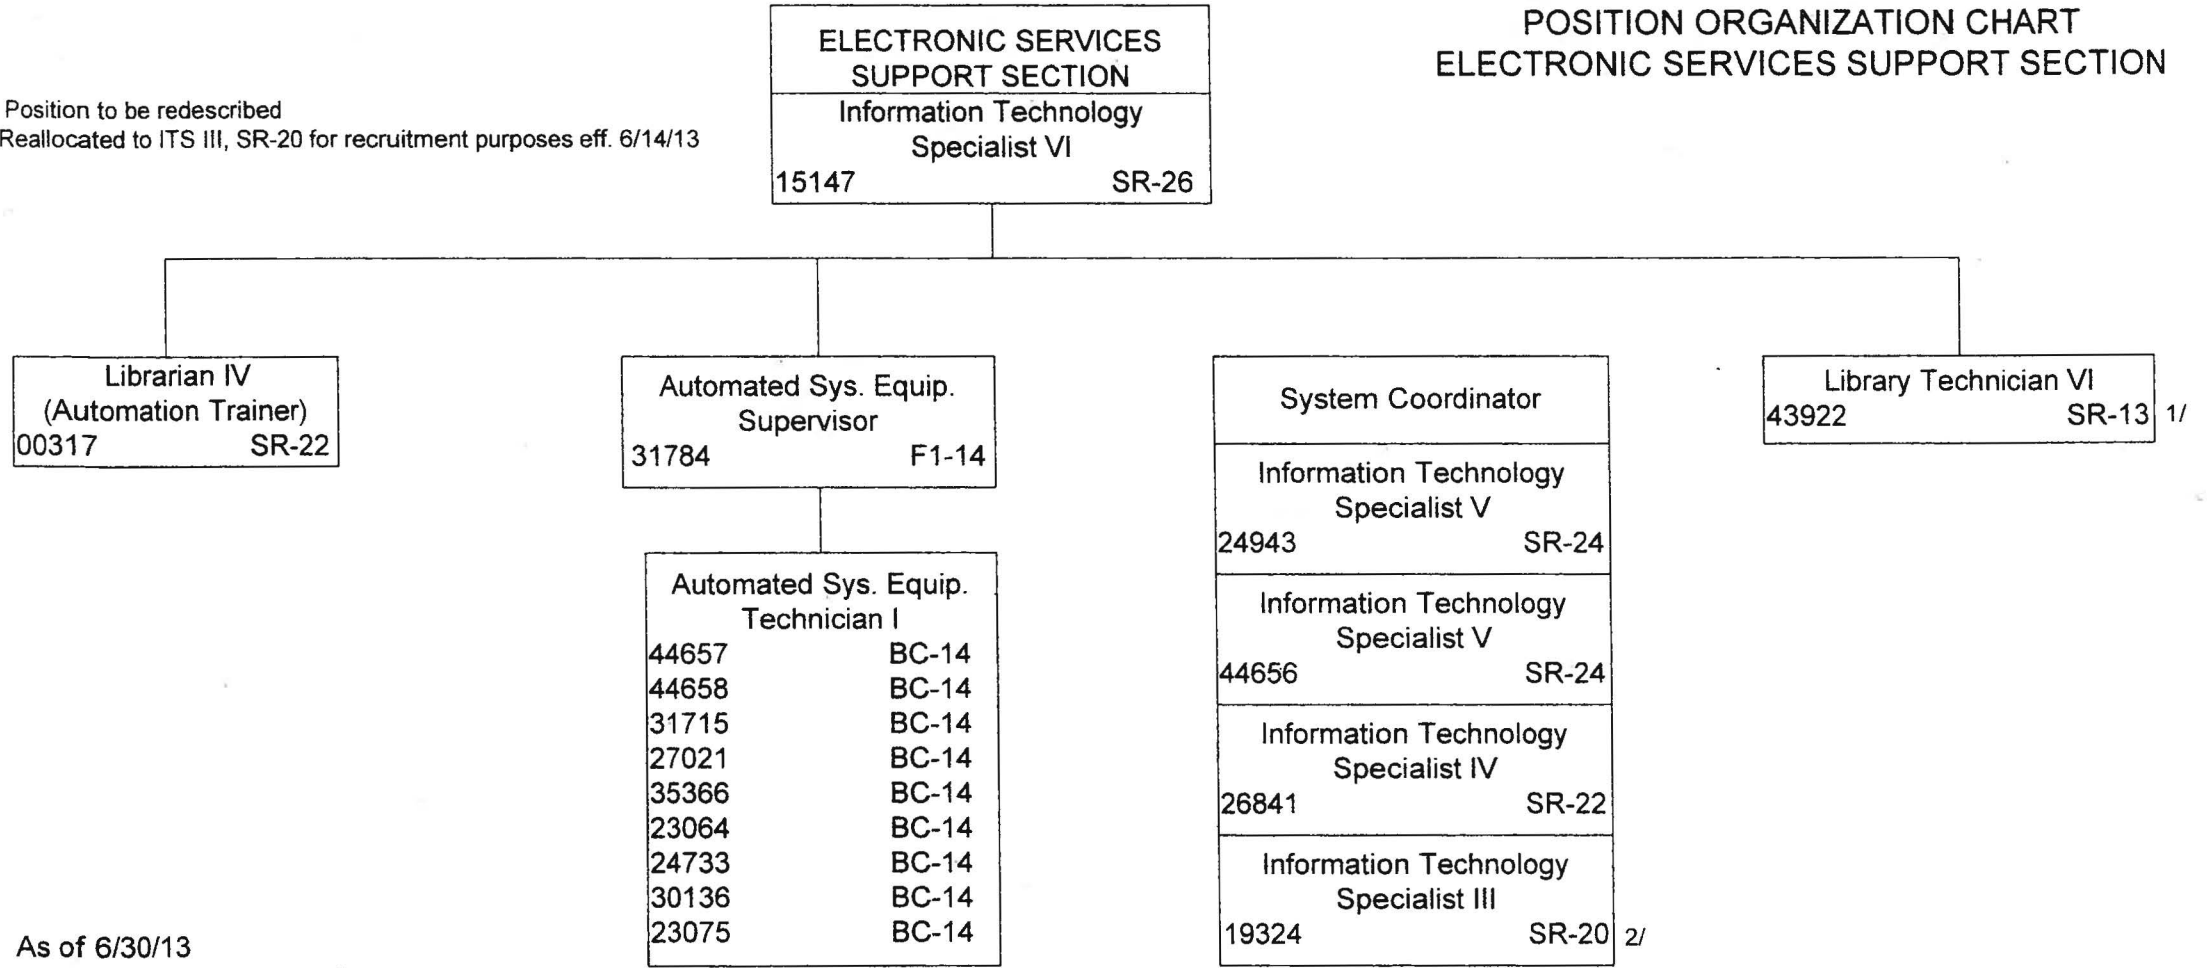 POSITION ORGANIZATION CHART
ELECTRONIC SERVICES SUPPORT SECTION
Position to be redescribed
Reallocated to ITS III, SR-20 for recruitment purposes eff. 6/14/13
ELECTRONIC SERVICES
SUPPORT SECTION
Information Technology
Specialist VI
15147 SR-26
Librarian IV
(Automation Trainer)
00317 SR-22
Automated Sys. Equip.
Supervisor
31784 F1-14
Automated Sys. Equip.
Technician I
44657 BC-14
44658 BC-14
31715 BC-14
27021 BC-14
35366 BC-14
23064 BC-14
24733 BC-14
30136 BC-14
23075 BC-14
System Coordinator
Information Technology
Specialist V
24943 SR-24
Information Technology
Specialist V
44656 SR-24
Information Technology
Specialist IV
26841 SR-22
Information Technology
Specialist III
19324 SR-20 2/
Library Technician VI
43922 SR-13 1/
As of 6/30/13